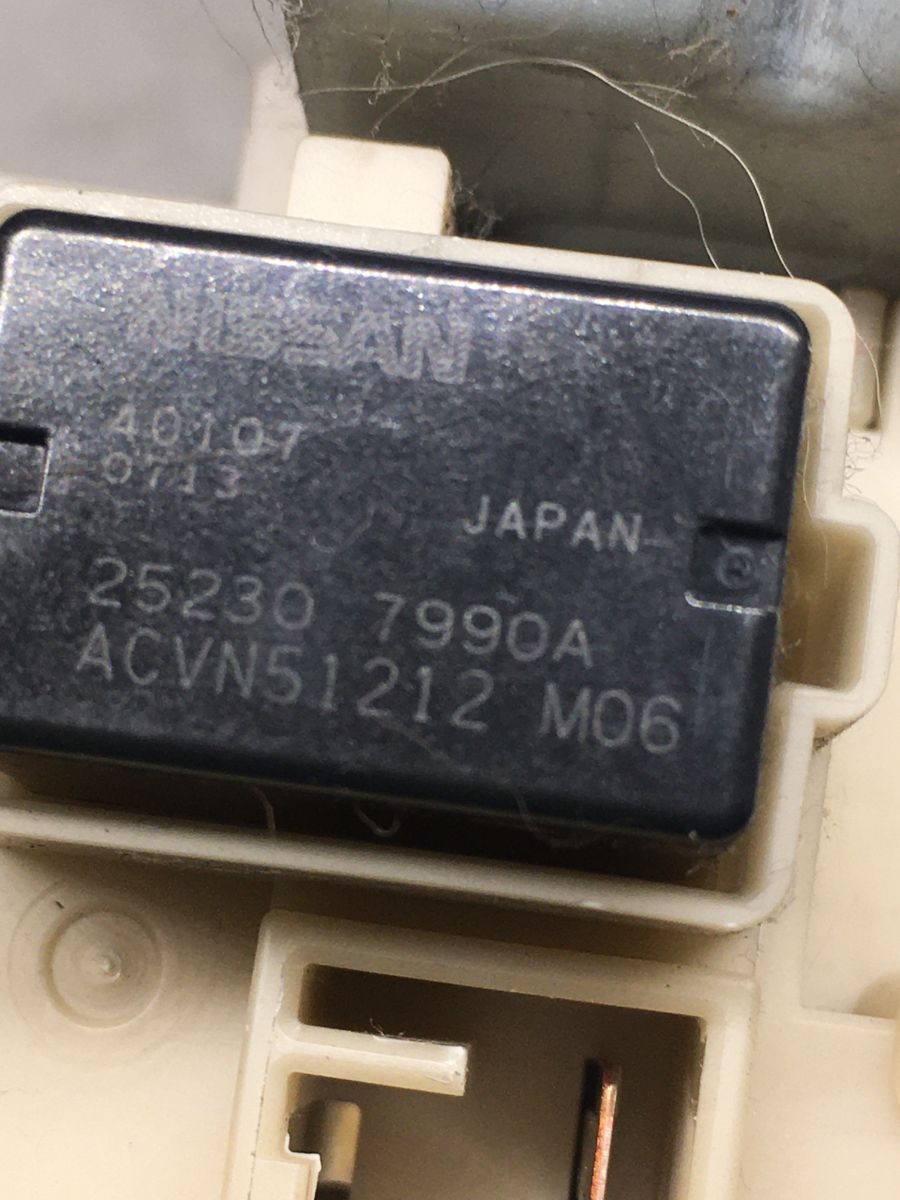 NISSAN
40107
0713
JAPAN
25230 7990A
ACVN51212 M06